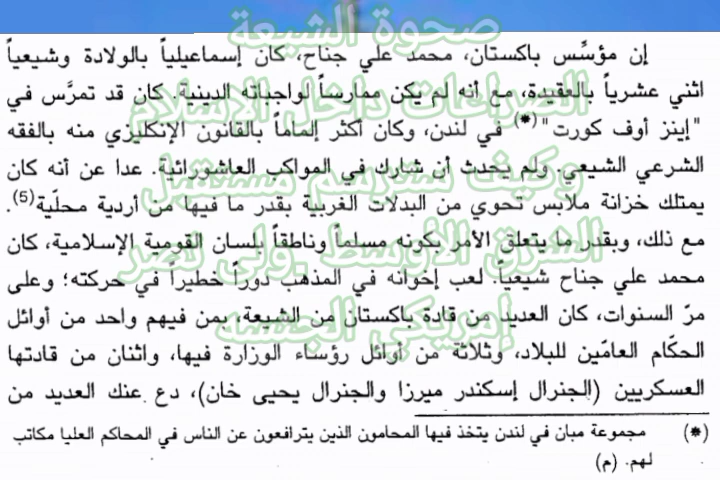 صحوة الشيعة
إن مؤسِّس باكستان، محمد علي جناح، كان إسماعيلياً بالولادة وشيعياً
اثني عشرياً بالعقيدة، مع أنه لم يكن ممارساً لواجباته الدينية. كان قد تمرَّس في
الصراعات داخل الاسلام
"إينز أوف كورت"(*) في لندن، وكان أكثر إلماماً بالقانون الإنكليزي منه بالفقه
الشرعي الشيعي. ولم يحدث أن شارك في المواكب العاشورائية. عدا عن أنه كان
وكيف سترسم مستقبل
يمتلك خزانة ملابس تحوي من البدلات الغربية بقدر ما فيها من أردية محلّية(5).
الشرق الأوسط .ولي نصر
مع ذلك، وبقدر ما يتعلق الأمر بكونه مسلماً وناطقاً بلسان القومية الإسلامية، كان
محمد علي جناح شيعياً. لعب إخوانه في المذهب دوراً خطيراً في حركته؛ وعلى
مرّ السنوات، كان العديد من قادة باكستان من الشيعة، بمن فيهم واحد من أوائل
إمريكي الجنسية
الحكّام العامّين للبلاد، وثلاثة من أوائل رؤساء الوزارة فيها، واثنان من قادتها
العسكريين (الجنرال إسكندر ميرزا والجنرال يحيى خان)، دع عنك العديد من
(*) مجموعة مبان في لندن يتخذ فيها المحامون الذين يترافعون عن الناس في المحاكم العليا مكاتب
لهم. (م)